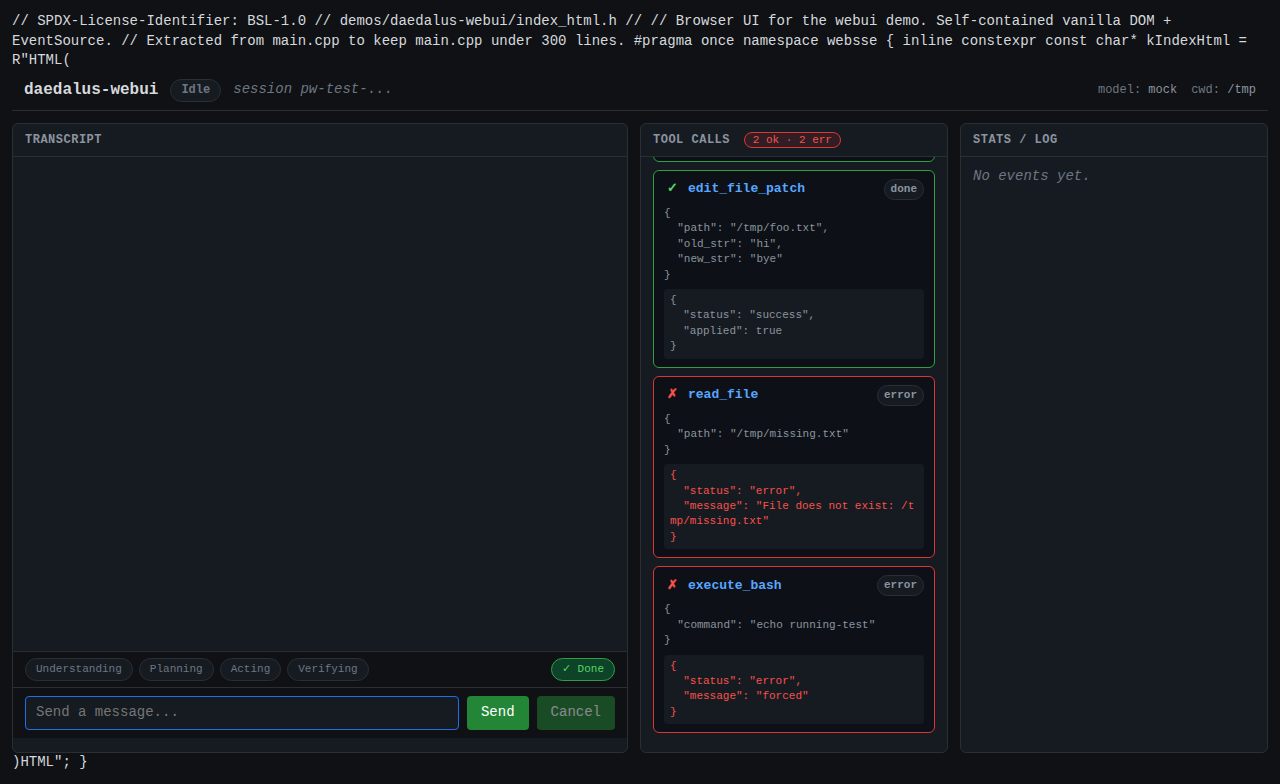 // SPDX-License-Identifier: BSL-1.0 // demos/daedalus-webui/index_html.h // // Browser UI for the webui demo. Self-contained vanilla DOM +
EventSource. // Extracted from main.cpp to keep main.cpp under 300 lines. #pragma once namespace websse { inline constexpr const char* kIndexHtml =
R"HTML(
daedalus-webui Idle session pw-test-... model: mock cwd: /tmp
TRANSCRIPT
Understanding Planning Acting Verifying ✓ Done
Send a message... Send Cancel
TOOL CALLS 2 ok · 2 err
✓ edit_file_patch done
{
  "path": "/tmp/foo.txt",
  "old_str": "hi",
  "new_str": "bye"
}
{
  "status": "success",
  "applied": true
}
✗ read_file error
{
  "path": "/tmp/missing.txt"
}
{
  "status": "error",
  "message": "File does not exist: /t
mp/missing.txt"
}
✗ execute_bash error
{
  "command": "echo running-test"
}
{
  "status": "error",
  "message": "forced"
}
STATS / LOG
No events yet.
)HTML"; }